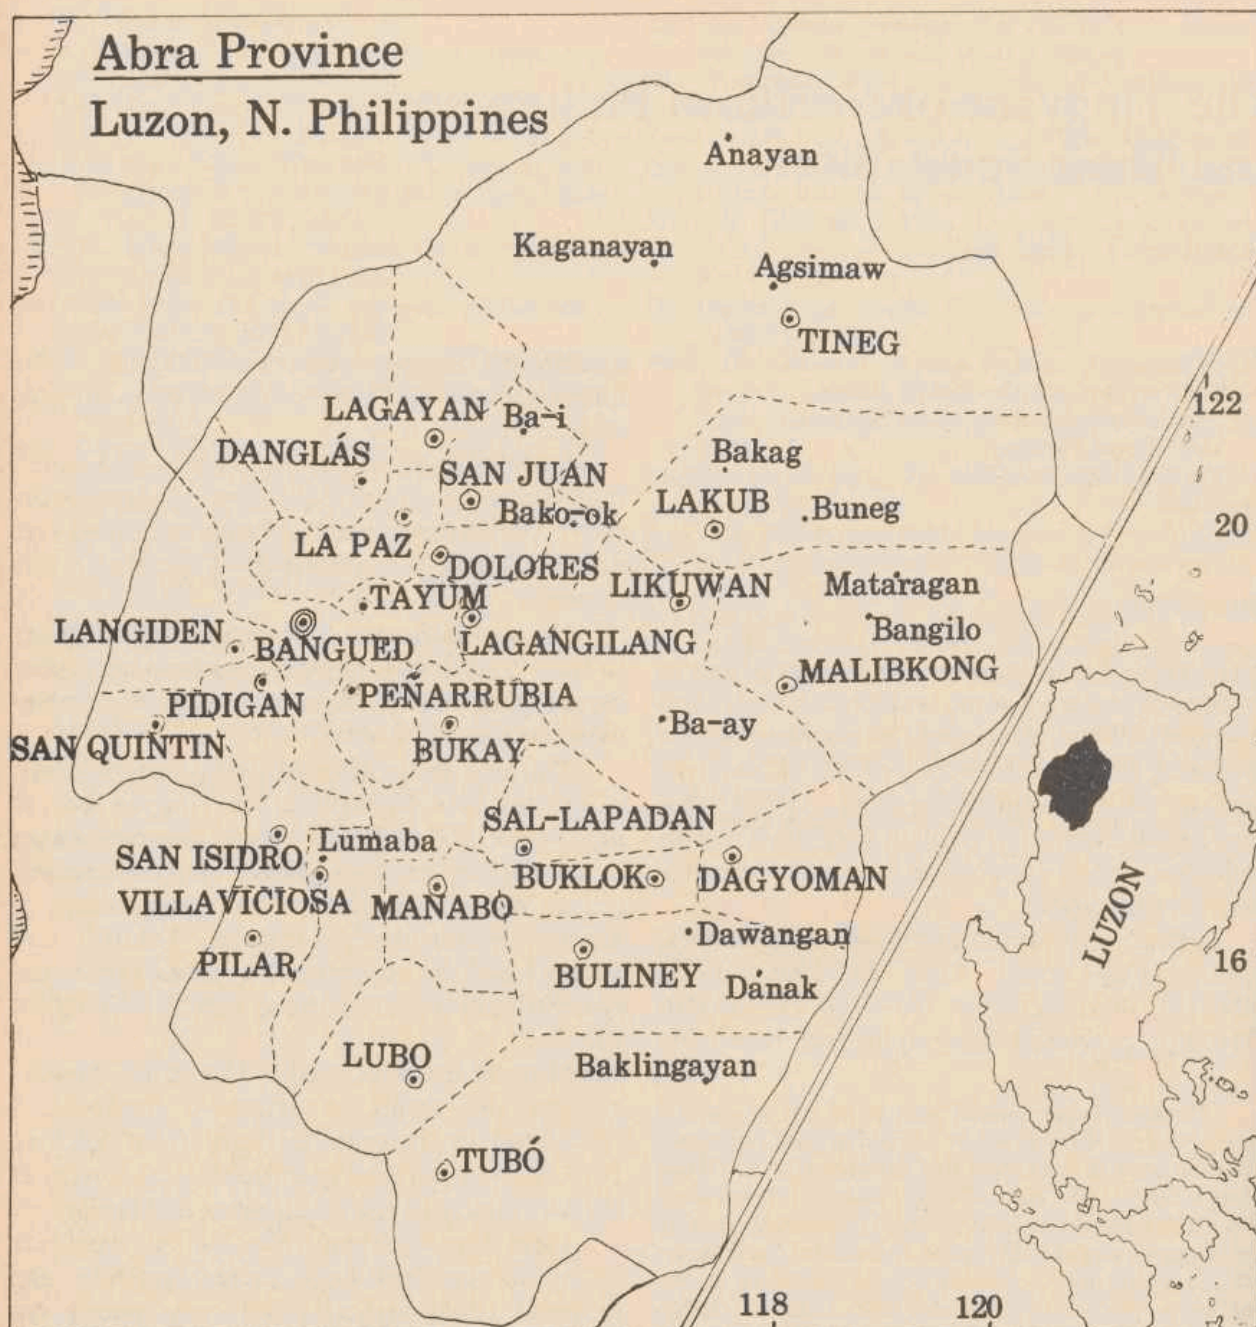 Abra Province
Luzon, N. Philippines
Anayan
Kaganayan
Agsimaw
TINEG
122
LAGAYAN
Ba-i
DANGLÁS
Bakag
SAN JUAN
LAKUB
Bako-ok
Buneg
20
LA PAZ
DOLORES
LIKUWAN
Mataragan
TAYUM
LANGIDEN
BANGUED
LAGANGILANG
Bangilo
MALIBKONG
PIDIGAN
PEÑARRUBIA
Ba-ay
SAN QUINTIN
BUKAY
SAL-LAPADAN
Lumaba
SAN ISIDRO
BUKLOK
DAGYOMAN
VILLAVICIOSA
MANABO
LUZON
Dawangan
PILAR
BULINEY
Danak
16
LUBO
Baklingayan
TUBÓ
118
120